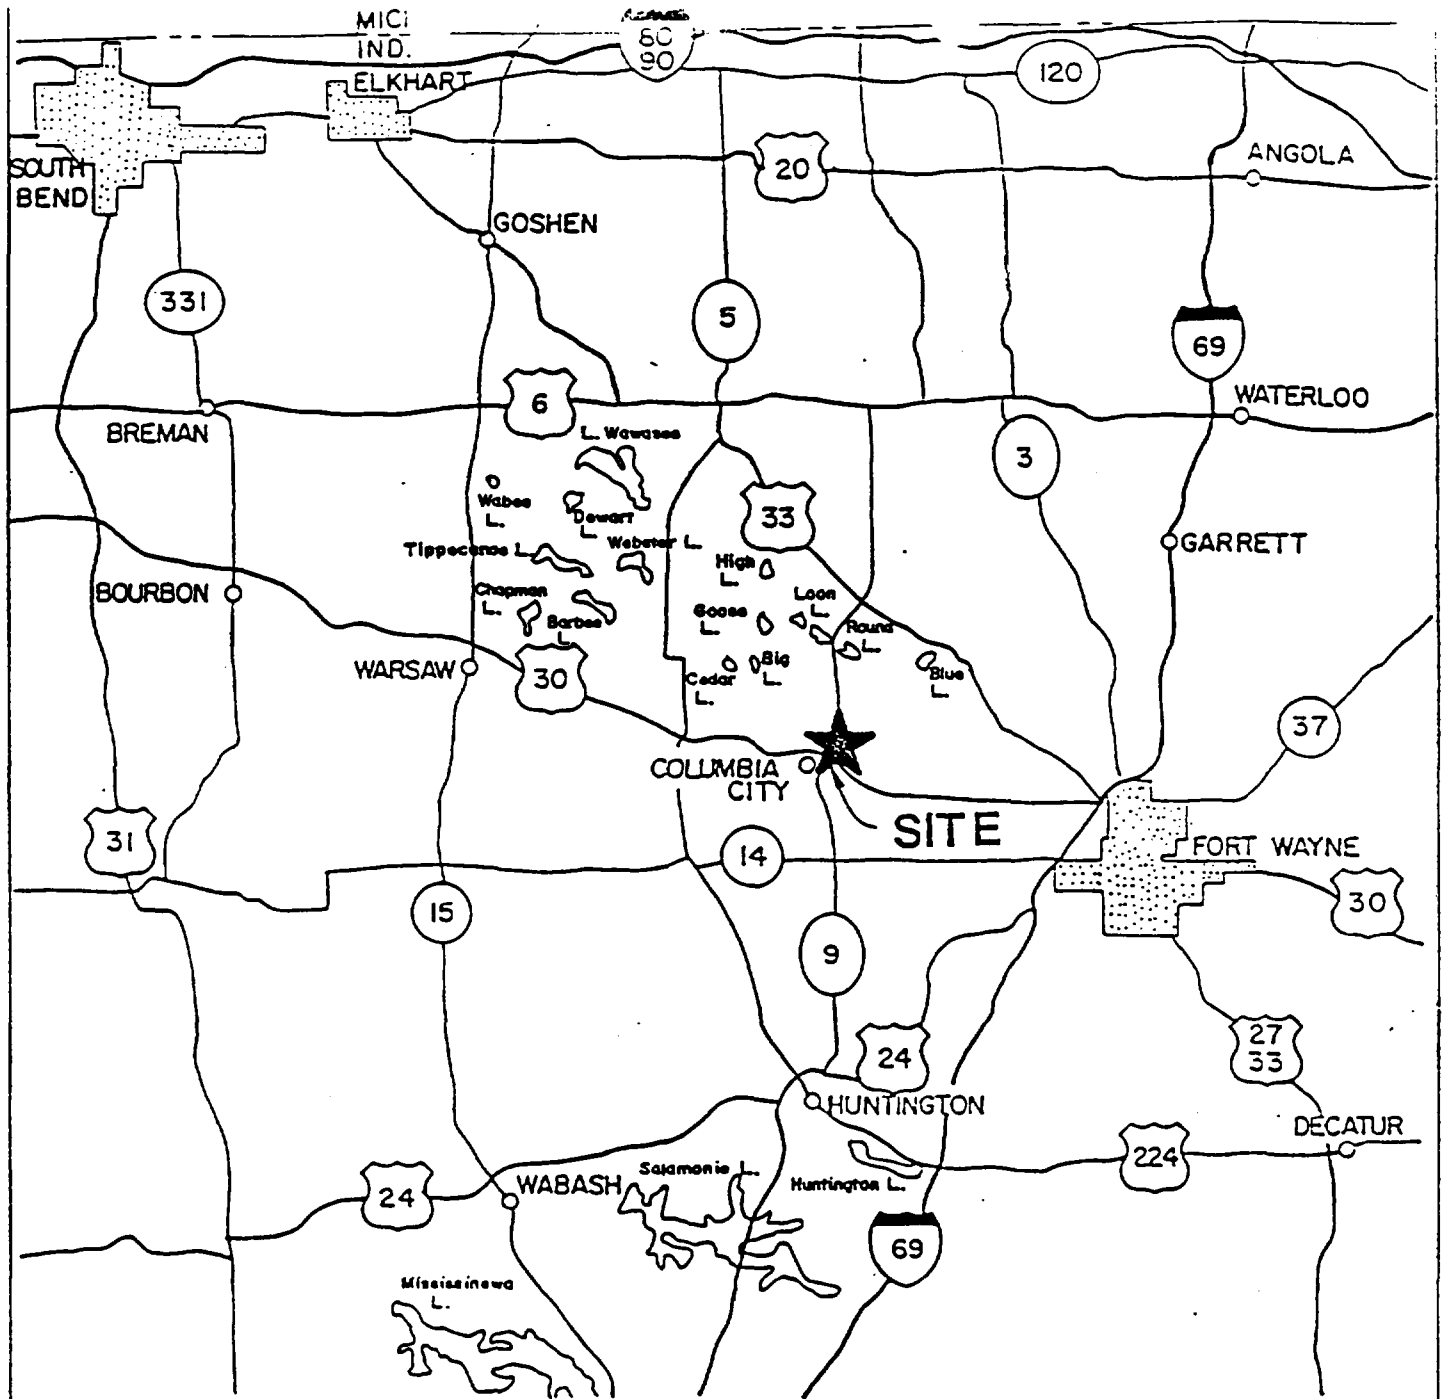 MICI
IND.
80
90
ELKHART
120
SOUTH
BEND
20
ANGOLA
GOSHEN
331
5
69
6
WATERLOO
BREMAN
L. Wawasee
3
Wabee
L.
Dewart
L.
33
Tippecanoe L.
Webster L.
High
L.
GARRETT
BOURBON
Chapman
L.
Barbee
L.
Goose
L.
Loon
L.
Round
L.
WARSAW
30
Cedar
L.
Big
L.
Blue
L.
37
COLUMBIA
CITY
SITE
31
14
FORT WAYNE
30
15
9
24
27
33
HUNTINGTON
DECATUR
224
24
WABASH
Salamonie L.
Huntington L.
69
Mississinewa
L.